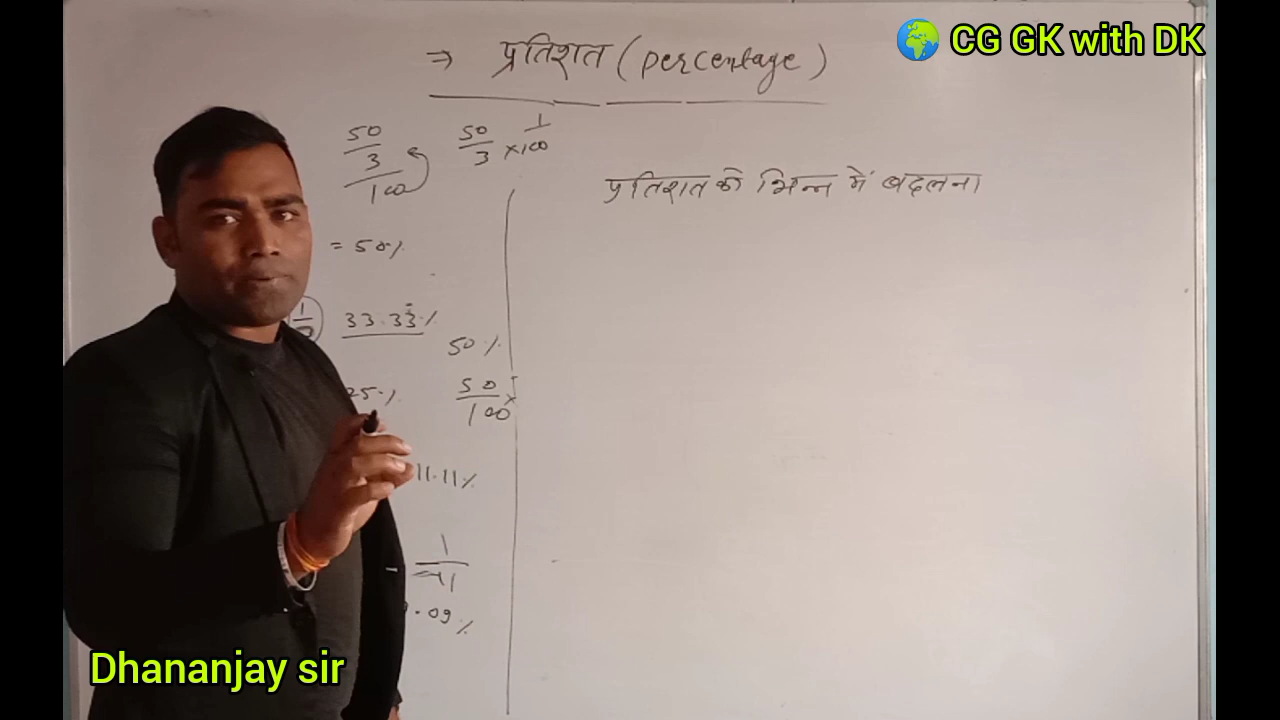 CG GK with DK
⇒ प्रतिशत (percentage)
50/3/100
50/3 × 1/100
प्रतिशत को भिन्न में बदलना
= 50%
33.33%
50%
25%
50/100 ×
11.11%
1/11
.09%
Dhananjay sir